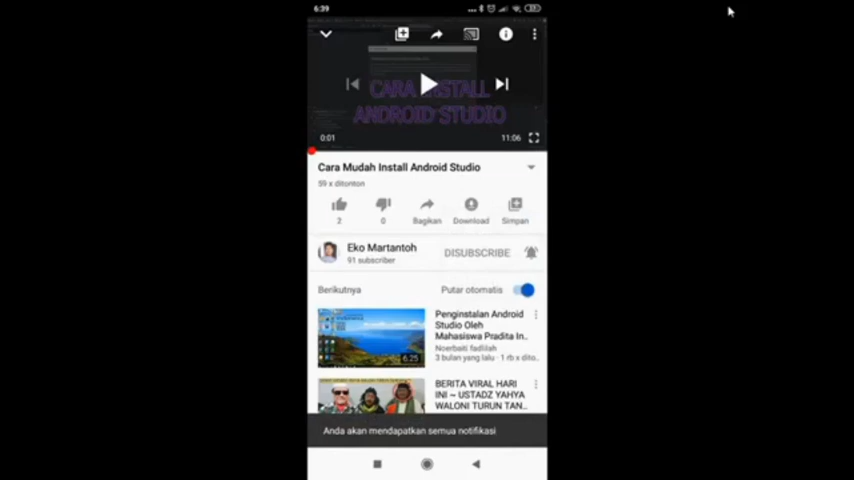 6:39
CARA INSTALL
ANDROID STUDIO
0:01
11:06
Cara Mudah Install Android Studio
59 x ditonton
2
0
Bagikan
Download
Simpan
Eko Martantoh
91 subscriber
DISUBSCRIBE
Berikutnya
Putar otomatis
6:25
Penginstalan Android
Studio Oleh
Mahasiswa Pradita In..
Noerbaiti fadlilah
3 bulan yang lalu · 1 rb x dito..
BERITA VIRAL HARI
INI ~ USTADZ YAHYA
WALONI TURUN TAN..
Anda akan mendapatkan semua notifikasi